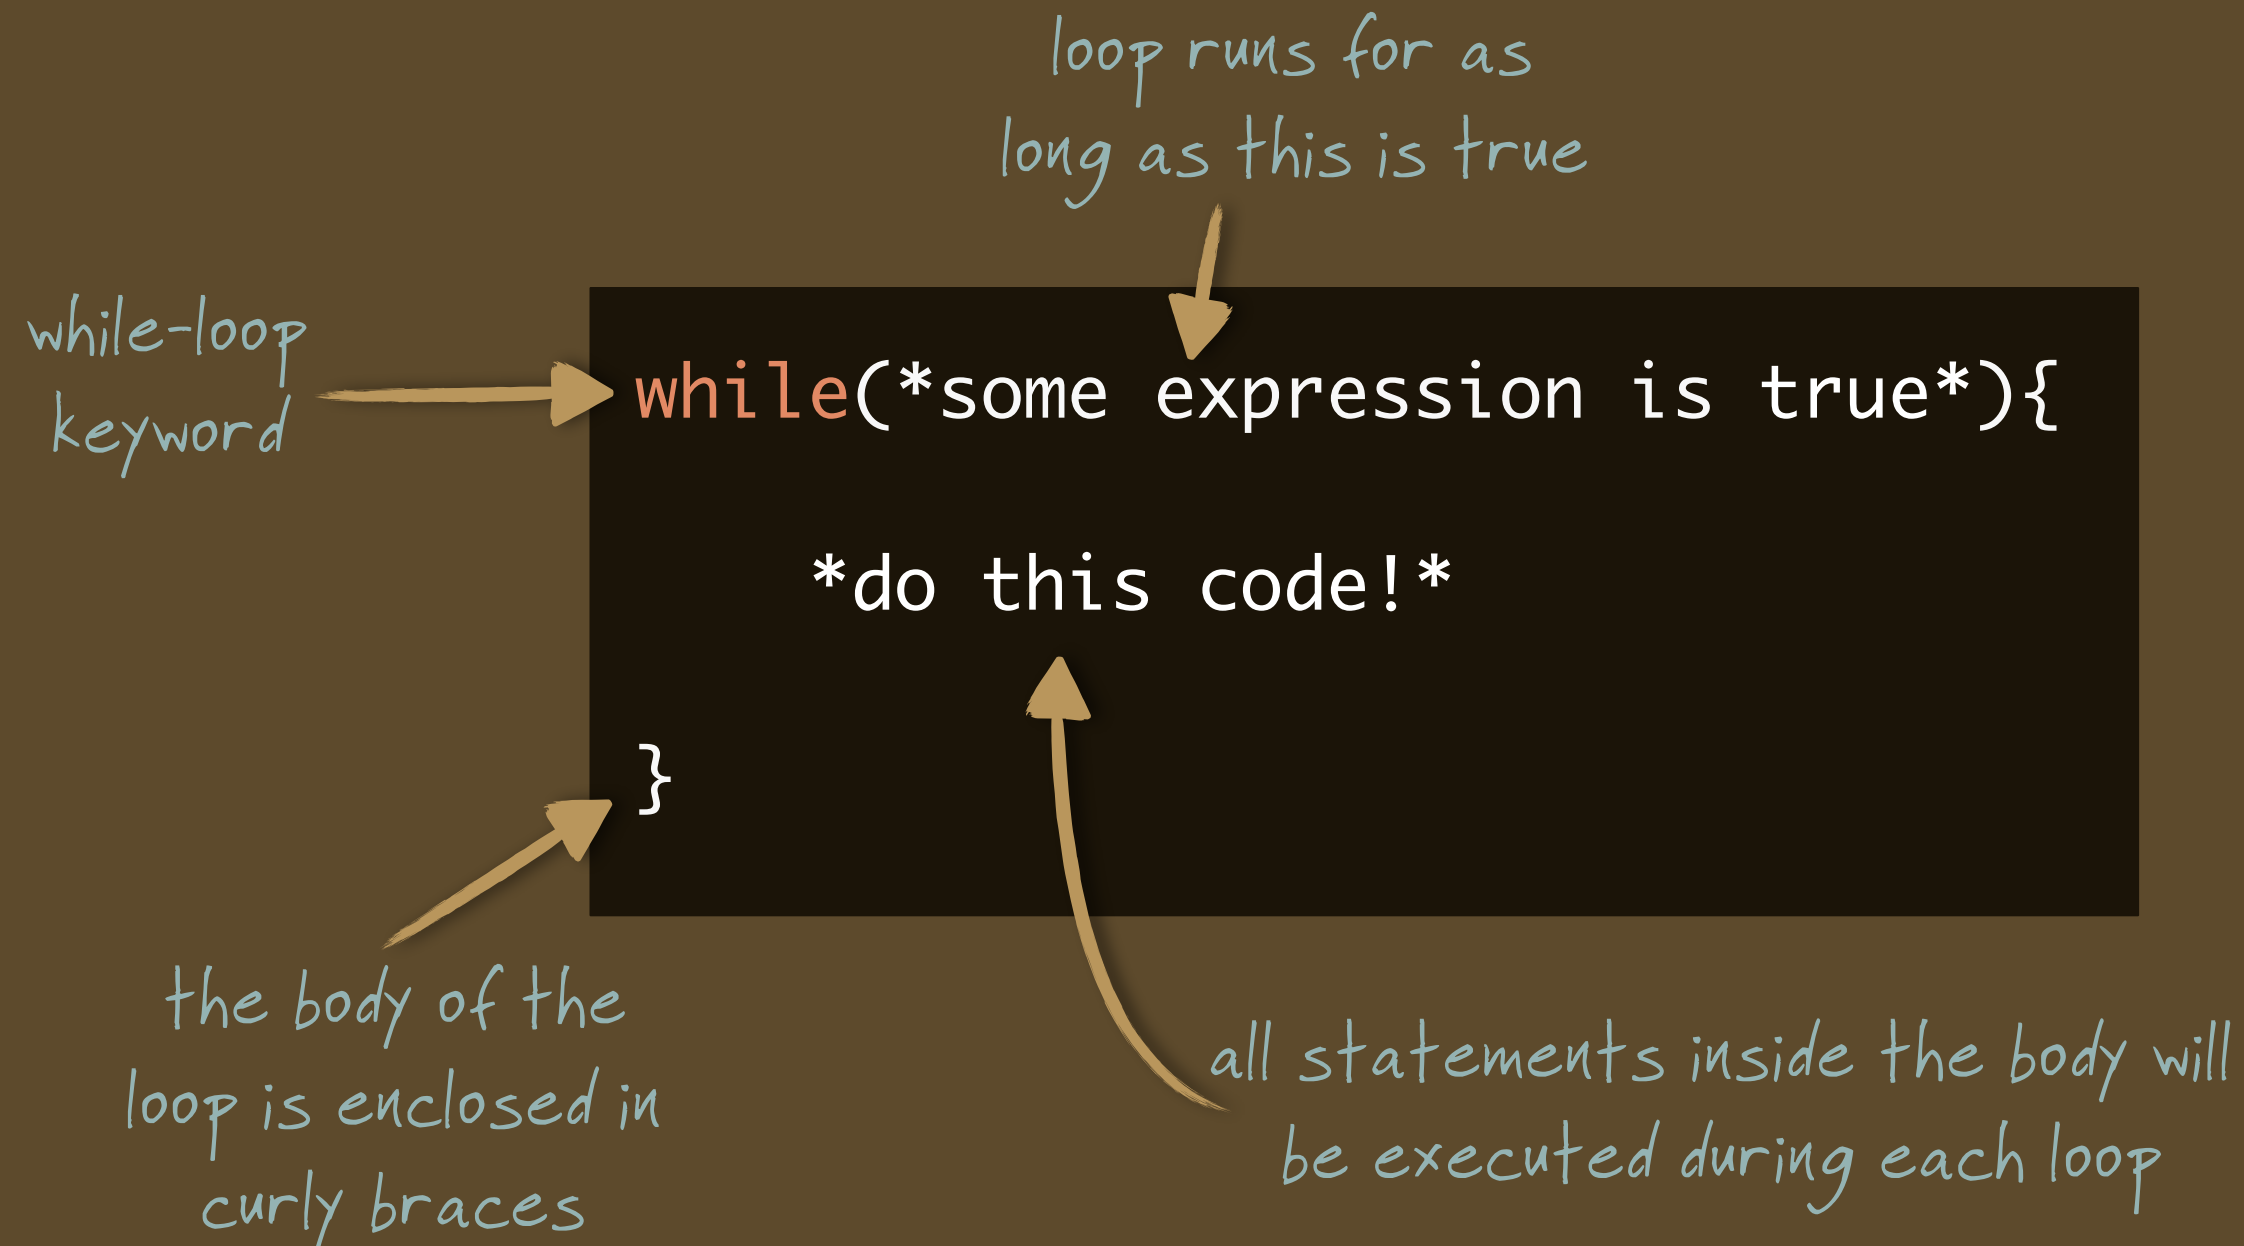 loop runs for as
long as this is true
while-loop
keyword
while(*some expression is true*){
*do this code!*
}
the body of the
loop is enclosed in
curly braces
all statements inside the body will
be executed during each loop